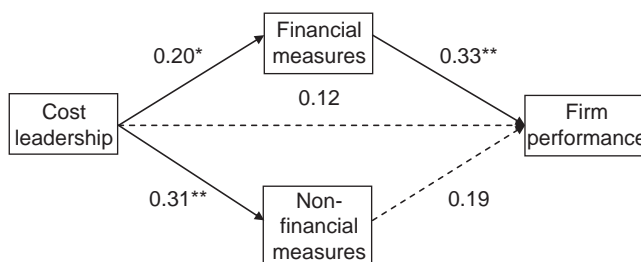 Financial
measures
0.20*
0.33**
0.12
Cost
leadership
Firm
performance
0.31**
0.19
Non-
financial
measures